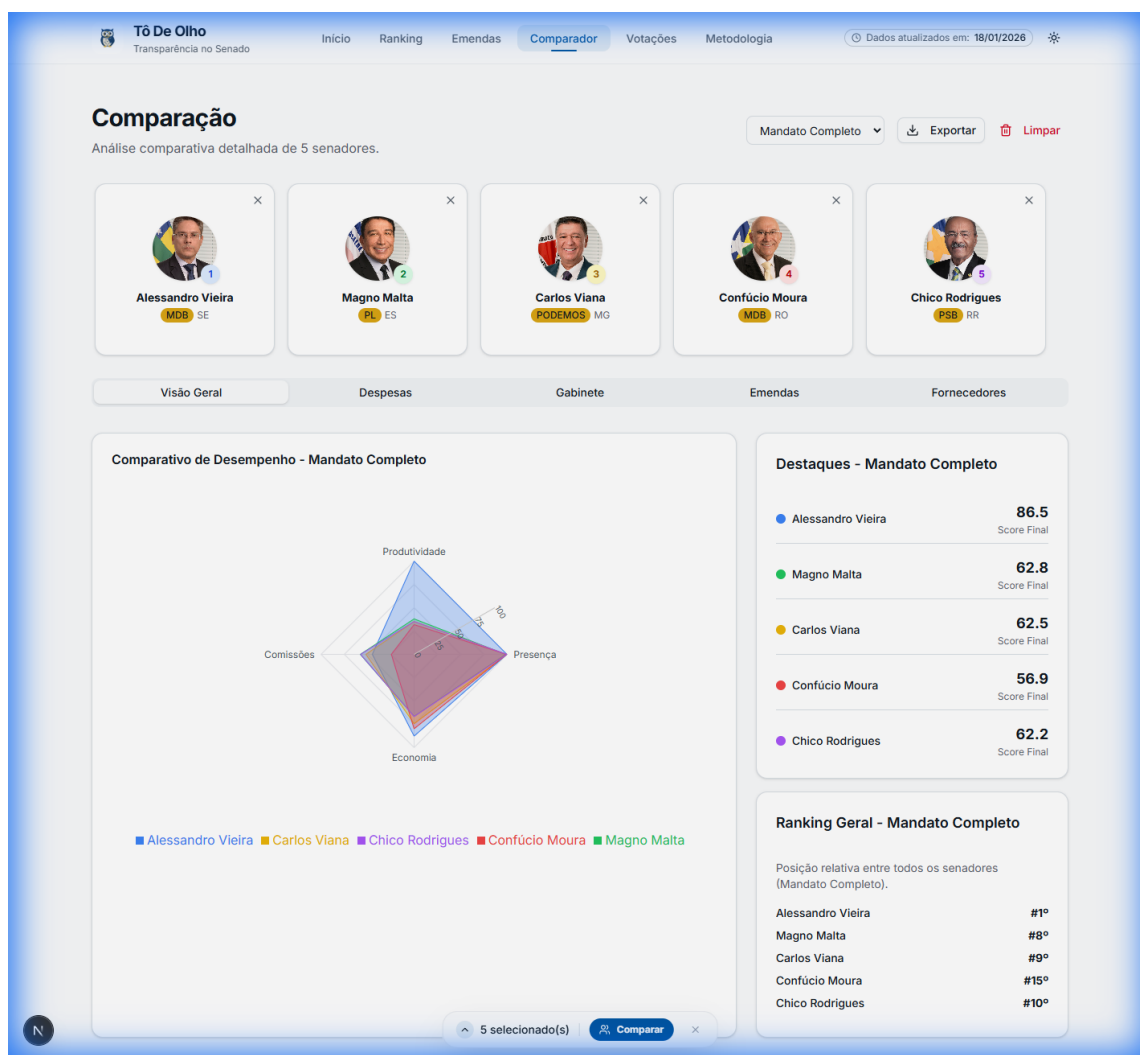 Tô De Olho
Transparência no Senado
Início
Ranking
Emendas
Comparador
Votações
Metodologia
Dados atualizados em: 18/01/2026
Comparação
Análise comparativa detalhada de 5 senadores.
Mandato Completo
Exportar
Limpar
1
Alessandro Vieira
MDB SE
2
Magno Malta
PL ES
3
Carlos Viana
PODEMOS MG
4
Confúcio Moura
MDB RO
5
Chico Rodrigues
PSB RR
Visão Geral
Despesas
Gabinete
Emendas
Fornecedores
Comparativo de Desempenho - Mandato Completo
Produtividade
100
75
50
25
0
Comissões
Presença
Economia
Alessandro Vieira Carlos Viana Chico Rodrigues Confúcio Moura Magno Malta
Destaques - Mandato Completo
Alessandro Vieira
86.5
Score Final
Magno Malta
62.8
Score Final
Carlos Viana
62.5
Score Final
Confúcio Moura
56.9
Score Final
Chico Rodrigues
62.2
Score Final
Ranking Geral - Mandato Completo
Posição relativa entre todos os senadores
(Mandato Completo).
Alessandro Vieira #1º
Magno Malta #8º
Carlos Viana #9º
Confúcio Moura #15º
Chico Rodrigues #10º
N
5 selecionado(s)
Comparar